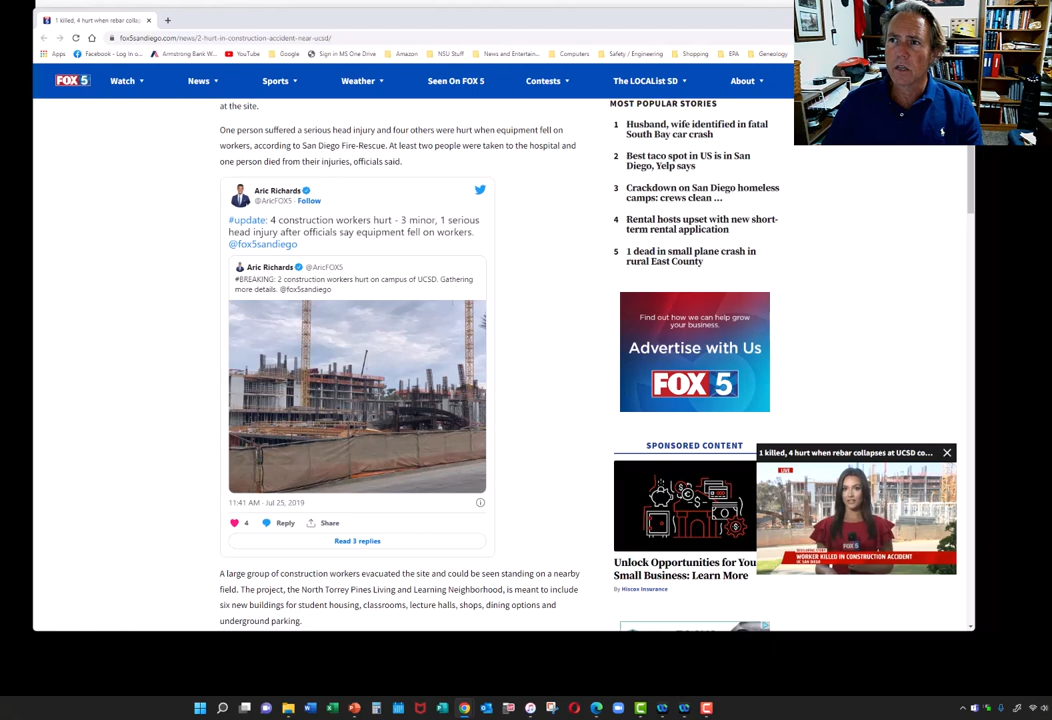 1 killed, 4 hurt when rebar collap
fox5sandiego.com/news/2-hurt-in-construction-accident-near-ucsd/
Apps Facebook - Log In o... Armstrong Bank W... YouTube Google Sign in MS One Drive Amazon NSU Stuff News and Entertain... Computers Safety / Engineering Shopping EPA Geneology
FOX 5 Watch News Sports Weather Seen On FOX 5 Contests The LOCAList SD About
at the site.
One person suffered a serious head injury and four others were hurt when equipment fell on
workers, according to San Diego Fire-Rescue. At least two people were taken to the hospital and
one person died from their injuries, officials said.
Aric Richards
@AricFOX5 · Follow
#update: 4 construction workers hurt - 3 minor, 1 serious
head injury after officials say equipment fell on workers.
@fox5sandiego
Aric Richards @AricFOX5
#BREAKING: 2 construction workers hurt on campus of UCSD. Gathering
more details. @fox5sandiego
11:41 AM · Jul 25, 2019
4 Reply Share
Read 3 replies
A large group of construction workers evacuated the site and could be seen standing on a nearby
field. The project, the North Torrey Pines Living and Learning Neighborhood, is meant to include
six new buildings for student housing, classrooms, lecture halls, shops, dining options and
underground parking.
MOST POPULAR STORIES
1 Husband, wife identified in fatal
South Bay car crash
2 Best taco spot in US is in San
Diego, Yelp says
3 Crackdown on San Diego homeless
camps: crews clean ...
4 Rental hosts upset with new short-
term rental application
5 1 dead in small plane crash in
rural East County
Find out how we can help grow
your business.
Advertise with Us
FOX 5
SPONSORED CONTENT
Unlock Opportunities for You
Small Business: Learn More
By Hiscox Insurance
1 killed, 4 hurt when rebar collapses at UCSD co...
LIVE
FOX 5
WORKER KILLED IN CONSTRUCTION ACCIDENT
UC SAN DIEGO